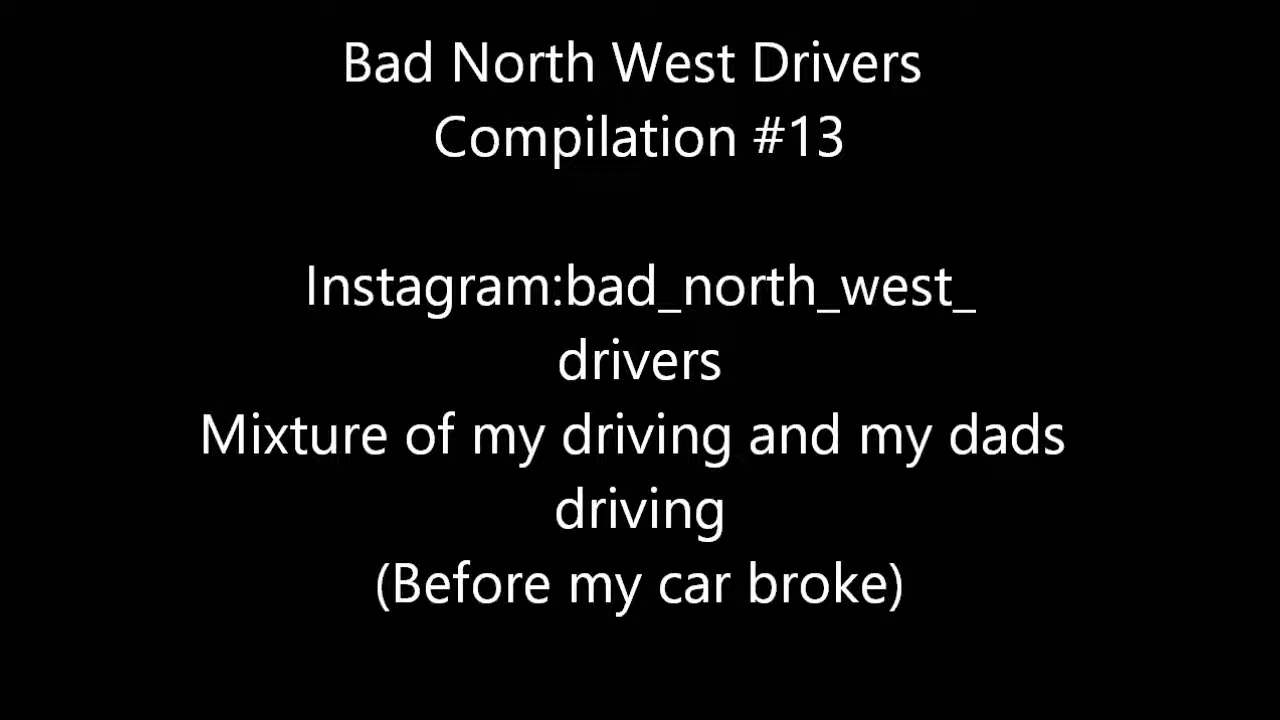 Bad North West Drivers
Compilation #13
Instagram:bad_north_west_
drivers
Mixture of my driving and my dads
driving
(Before my car broke)